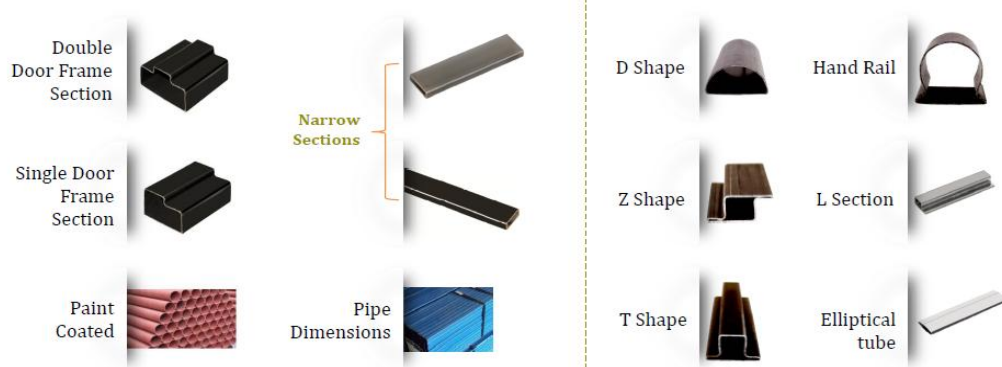 Double
Door Frame
Section
Narrow
Sections
Single Door
Frame
Section
Paint
Coated
Pipe
Dimensions
D Shape
Hand Rail
Z Shape
L Section
T Shape
Elliptical
tube